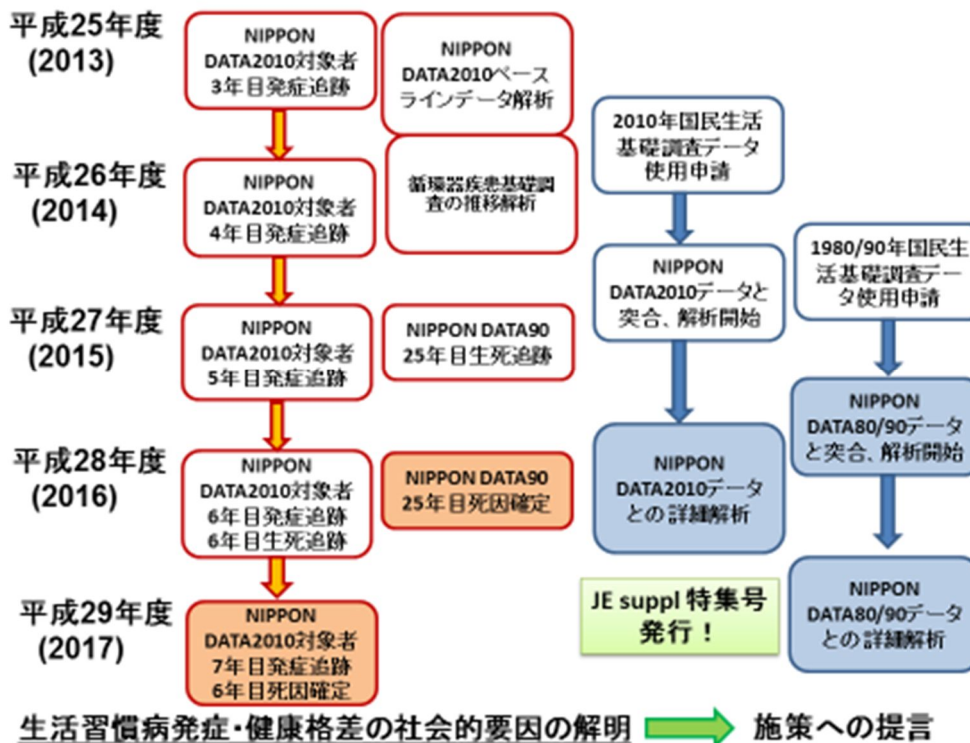 平成25年度
(2013)
NIPPON
DATA2010対象者
3年目発症追跡
NIPPON
DATA2010ベース
ラインデータ解析
2010年国民生活
基礎調査データ
使用申請
平成26年度
(2014)
NIPPON
DATA2010対象者
4年目発症追跡
循環器疾患基礎調
査の推移解析
NIPPON
DATA2010データと
突合、解析開始
1980/90年国民生
活基礎調査デー
タ使用申請
平成27年度
(2015)
NIPPON
DATA2010対象者
5年目発症追跡
NIPPON DATA90
25年目生死追跡
NIPPON
DATA80/90データ
と突合、解析開始
平成28年度
(2016)
NIPPON
DATA2010対象者
6年目発症追跡
6年目生死追跡
NIPPON DATA90
25年目死因確定
NIPPON
DATA2010データ
との詳細解析
平成29年度
(2017)
NIPPON
DATA2010対象者
7年目発症追跡
6年目死因確定
JE suppl 特集号
発行！
NIPPON
DATA80/90データ
との詳細解析
生活習慣病発症・健康格差の社会的要因の解明
施策への提言